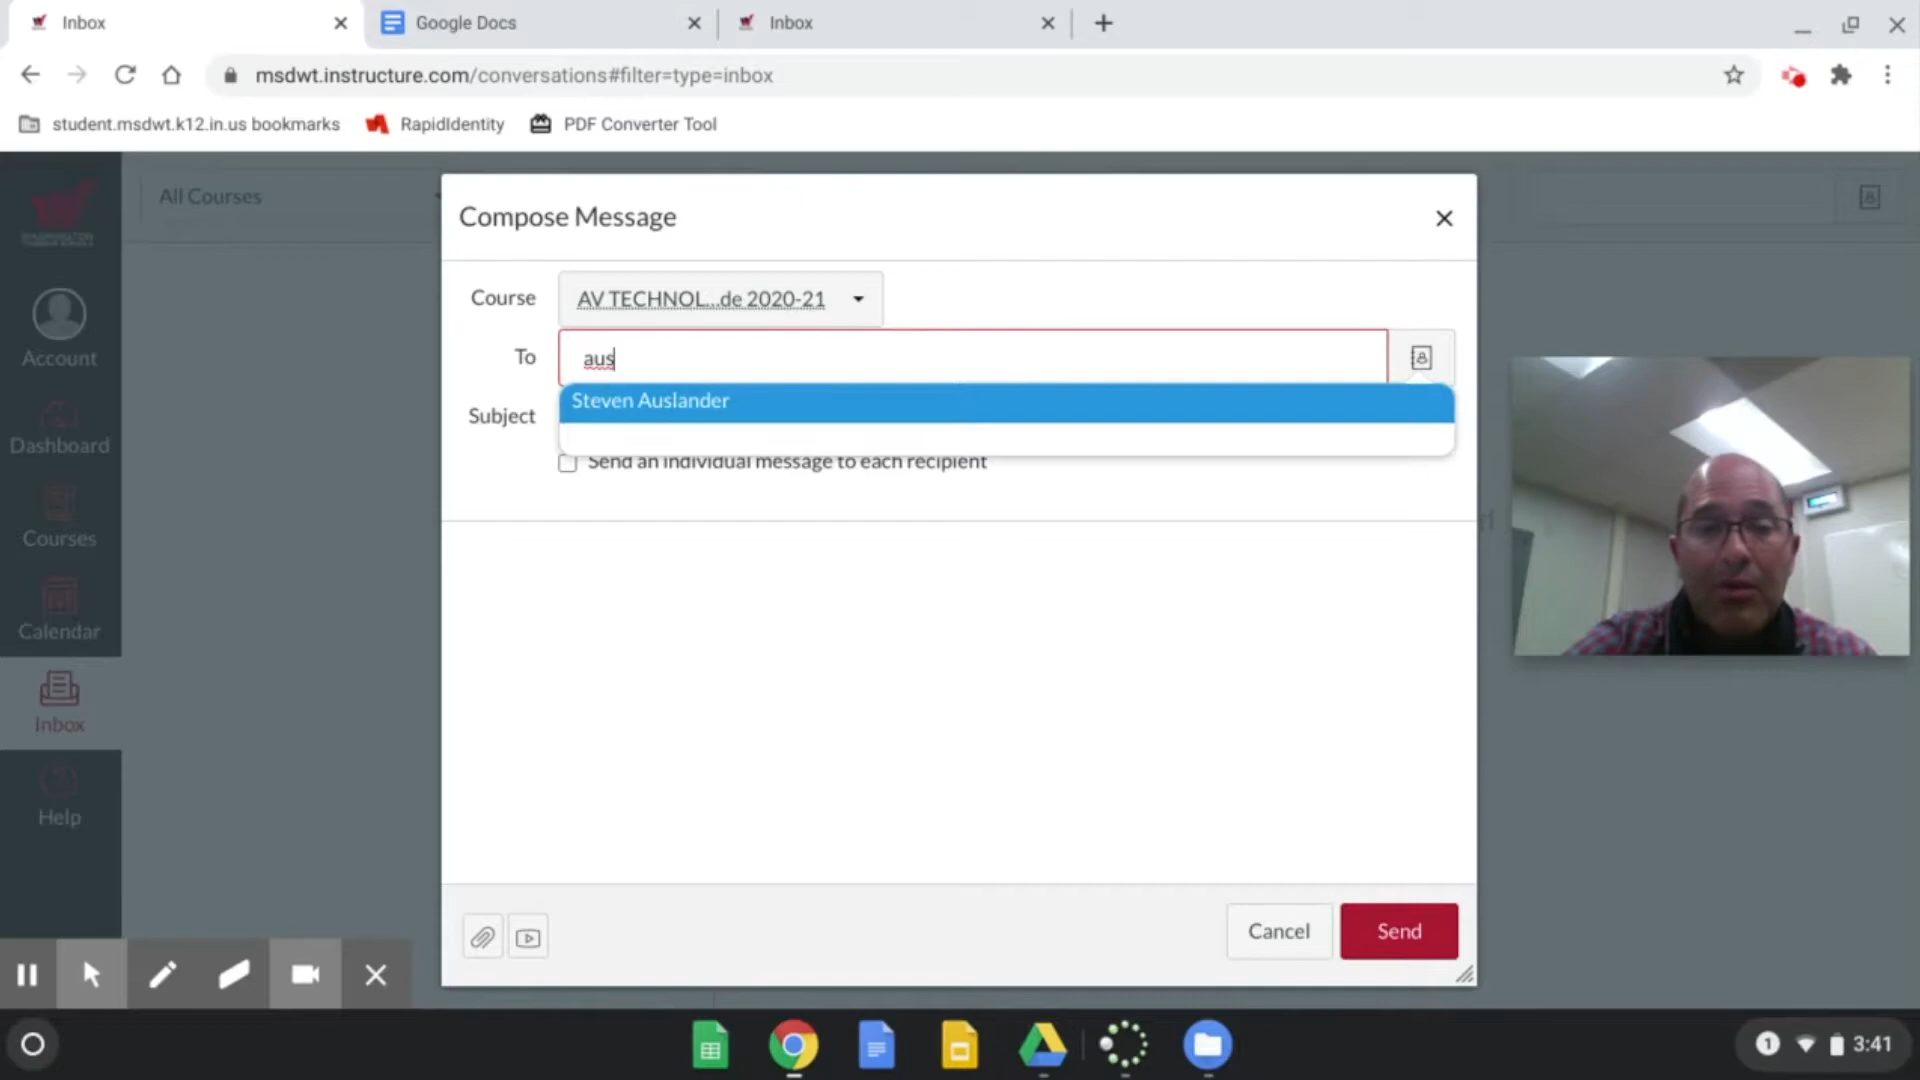 Inbox
Google Docs
Inbox
msdwt.instructure.com/conversations#filter=type=inbox
student.msdwt.k12.in.us bookmarks
RapidIdentity
PDF Converter Tool
All Courses
Compose Message
Course
AV TECHNOL...de 2020-21
To
aus
Steven Auslander
Subject
Send an individual message to each recipient
Account
Dashboard
Courses
Calendar
Inbox
Help
Cancel
Send
1
3:41